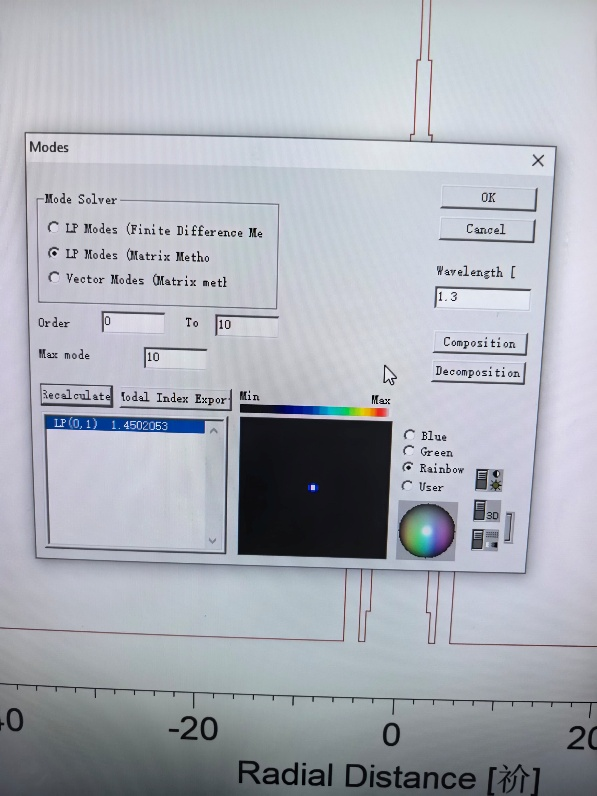 Modes
Mode Solver
LP Modes (Finite Difference Me
LP Modes (Matrix Metho
Vector Modes (Matrix metl
Order 0 To 10
Max mode 10
OK
Cancel
Wavelength [
1.3
Composition
Decomposition
Recalculate
Modal Index Expor
LP(0,1) 1.4502053
Min Max
Blue
Green
Rainbow
User
3D
-20 0 20
Radial Distance [祄]